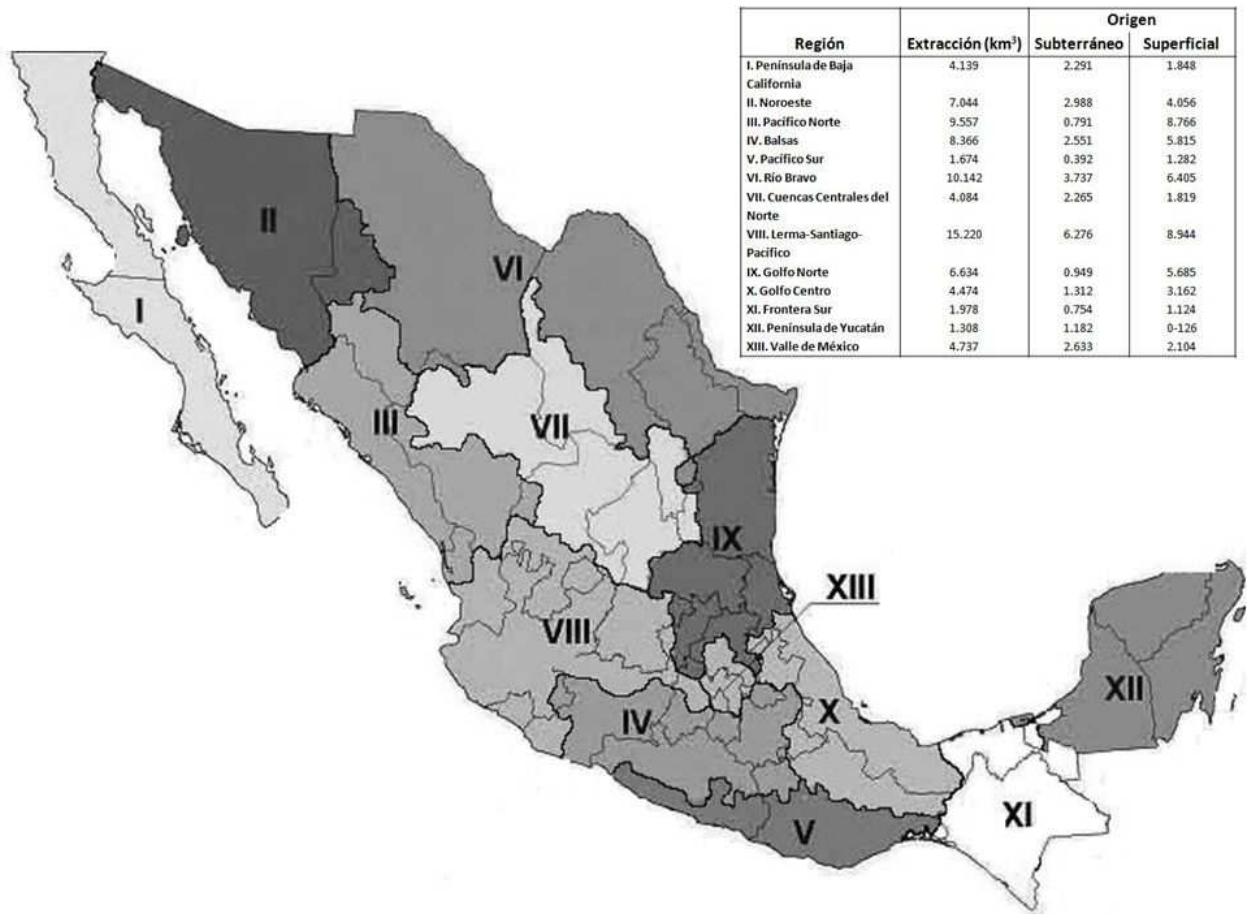 Origen
Región Extracción (km³) Subterráneo Superficial
I. Península de Baja 4.139 2.291 1.848
California
II. Noroeste 7.044 2.988 4.056
III. Pacífico Norte 9.557 0.791 8.766
IV. Balsas 8.366 2.551 5.815
V. Pacífico Sur 1.674 0.392 1.282
VI. Río Bravo 10.142 3.737 6.405
VII. Cuencas Centrales del 4.084 2.265 1.819
Norte
VIII. Lerma-Santiago- 15.220 6.276 8.944
Pacífico
IX. Golfo Norte 6.634 0.949 5.685
X. Golfo Centro 4.474 1.312 3.162
XI. Frontera Sur 1.978 0.754 1.124
XII. Península de Yucatán 1.308 1.182 0-126
XIII. Valle de México 4.737 2.633 2.104
II
VI
I
III
VII
IX
XIII
VIII
XII
IV
X
XI
V